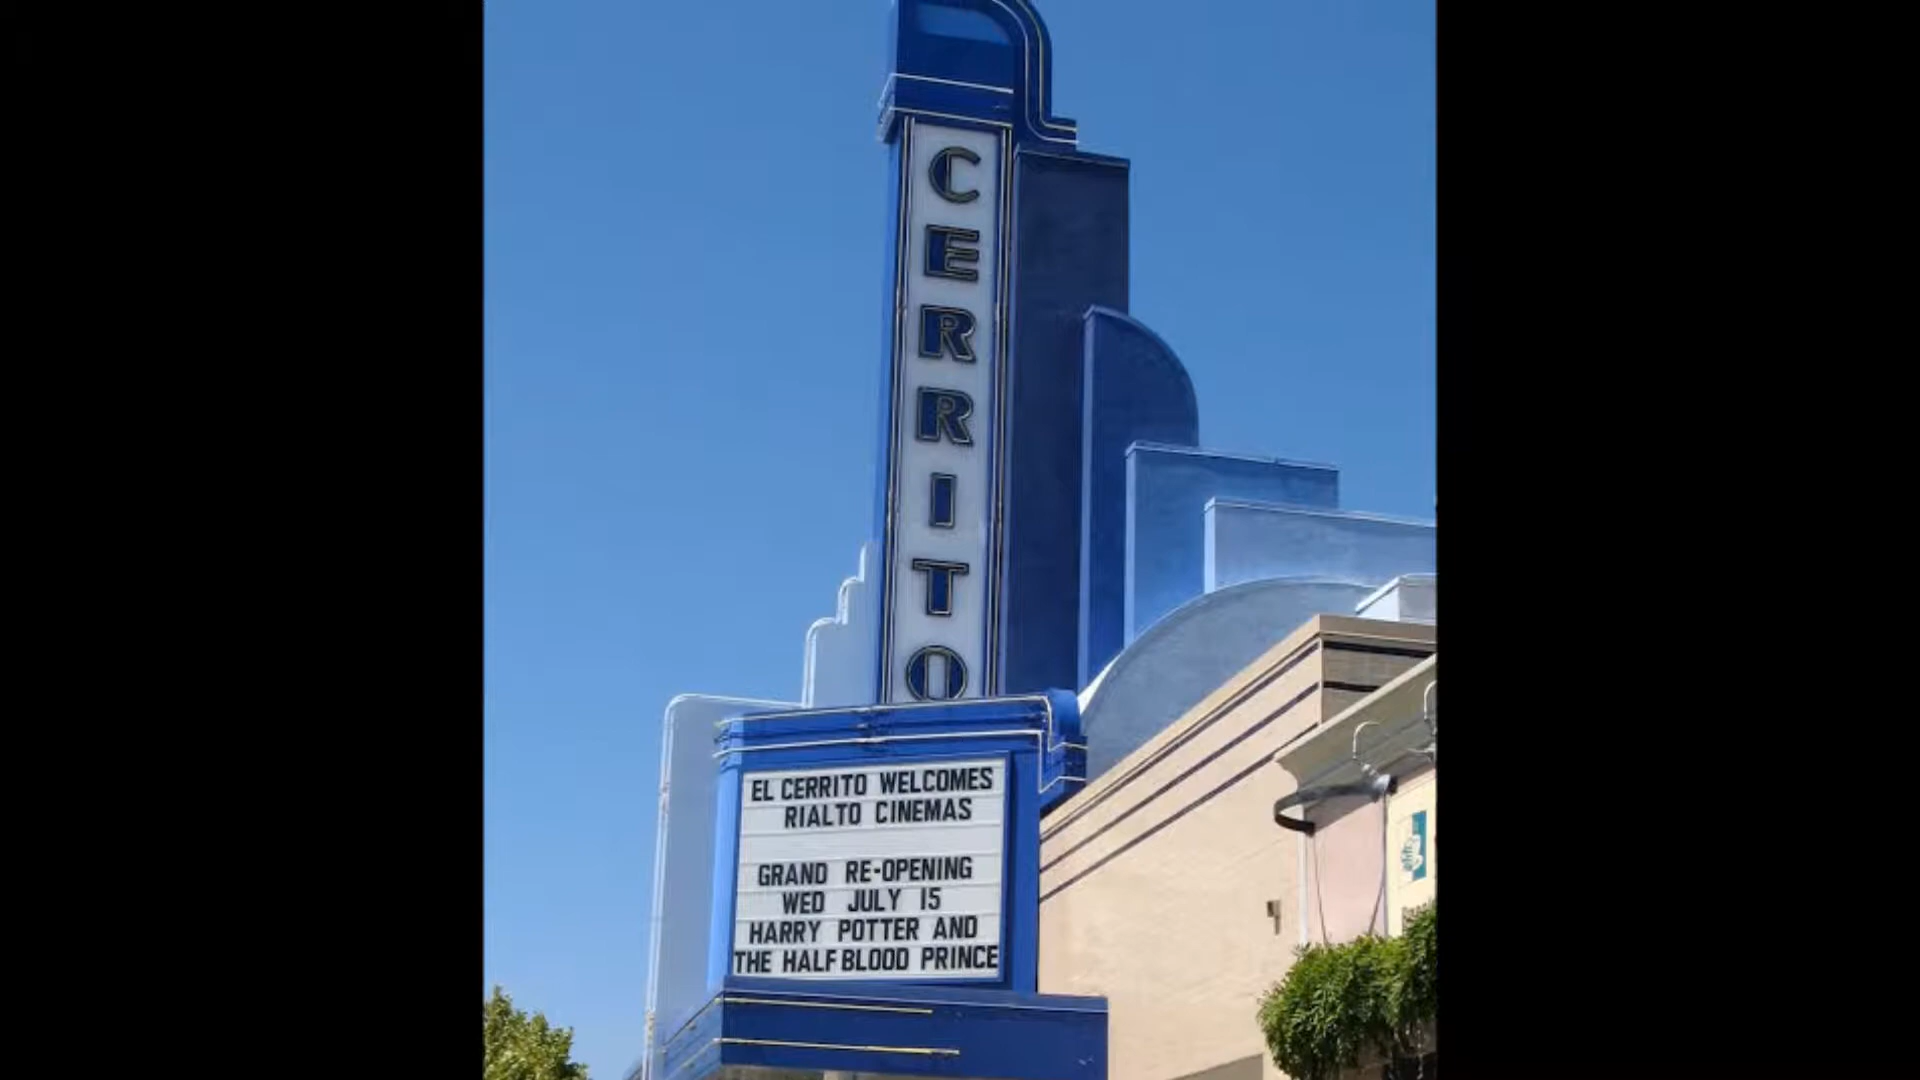 CERRITO
EL CERRITO WELCOMES
RIALTO CINEMAS
GRAND RE-OPENING
WED JULY 15
HARRY POTTER AND
THE HALF BLOOD PRINCE